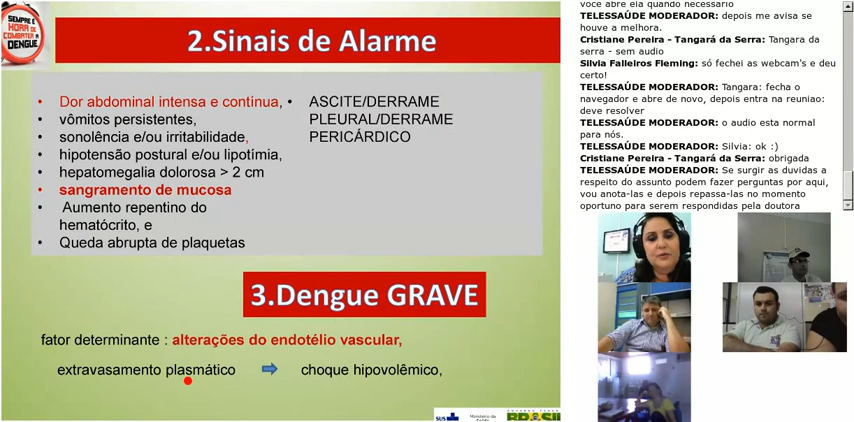 SEMPRE É
HORA DE
COMBATER A
DENGUE
2.Sinais de Alarme
• Dor abdominal intensa e contínua,
• vômitos persistentes,
• sonolência e/ou irritabilidade,
• hipotensão postural e/ou lipotímia,
• hepatomegalia dolorosa > 2 cm
• sangramento de mucosa
• Aumento repentino do
hematócrito, e
• Queda abrupta de plaquetas
• ASCITE/DERRAME
PLEURAL/DERRAME
PERICÁRDICO
3.Dengue GRAVE
fator determinante : alterações do endotélio vascular,
extravasamento plasmático
choque hipovolêmico,
SUS
Ministério da
Saúde
BRASIL
voce abre ela quando necessario
TELESSAÚDE MODERADOR: depois me avisa se
houve a melhora.
Cristiane Pereira - Tangará da Serra: Tangara da
serra - sem audio
Silvia Falleiros Fleming: só fechei as webcam's e deu
certo!
TELESSAÚDE MODERADOR: Tangara: fecha o
navegador e abre de novo, depois entra na reuniao:
deve resolver
TELESSAÚDE MODERADOR: o audio esta normal
para nós.
TELESSAÚDE MODERADOR: Silvia: ok :)
Cristiane Pereira - Tangará da Serra: obrigada
TELESSAÚDE MODERADOR: Se surgir as duvidas a
respeito do assunto podem fazer perguntas por aqui,
vou anota-las e depois repassa-las no momento
oportuno para serem respondidas pela doutora